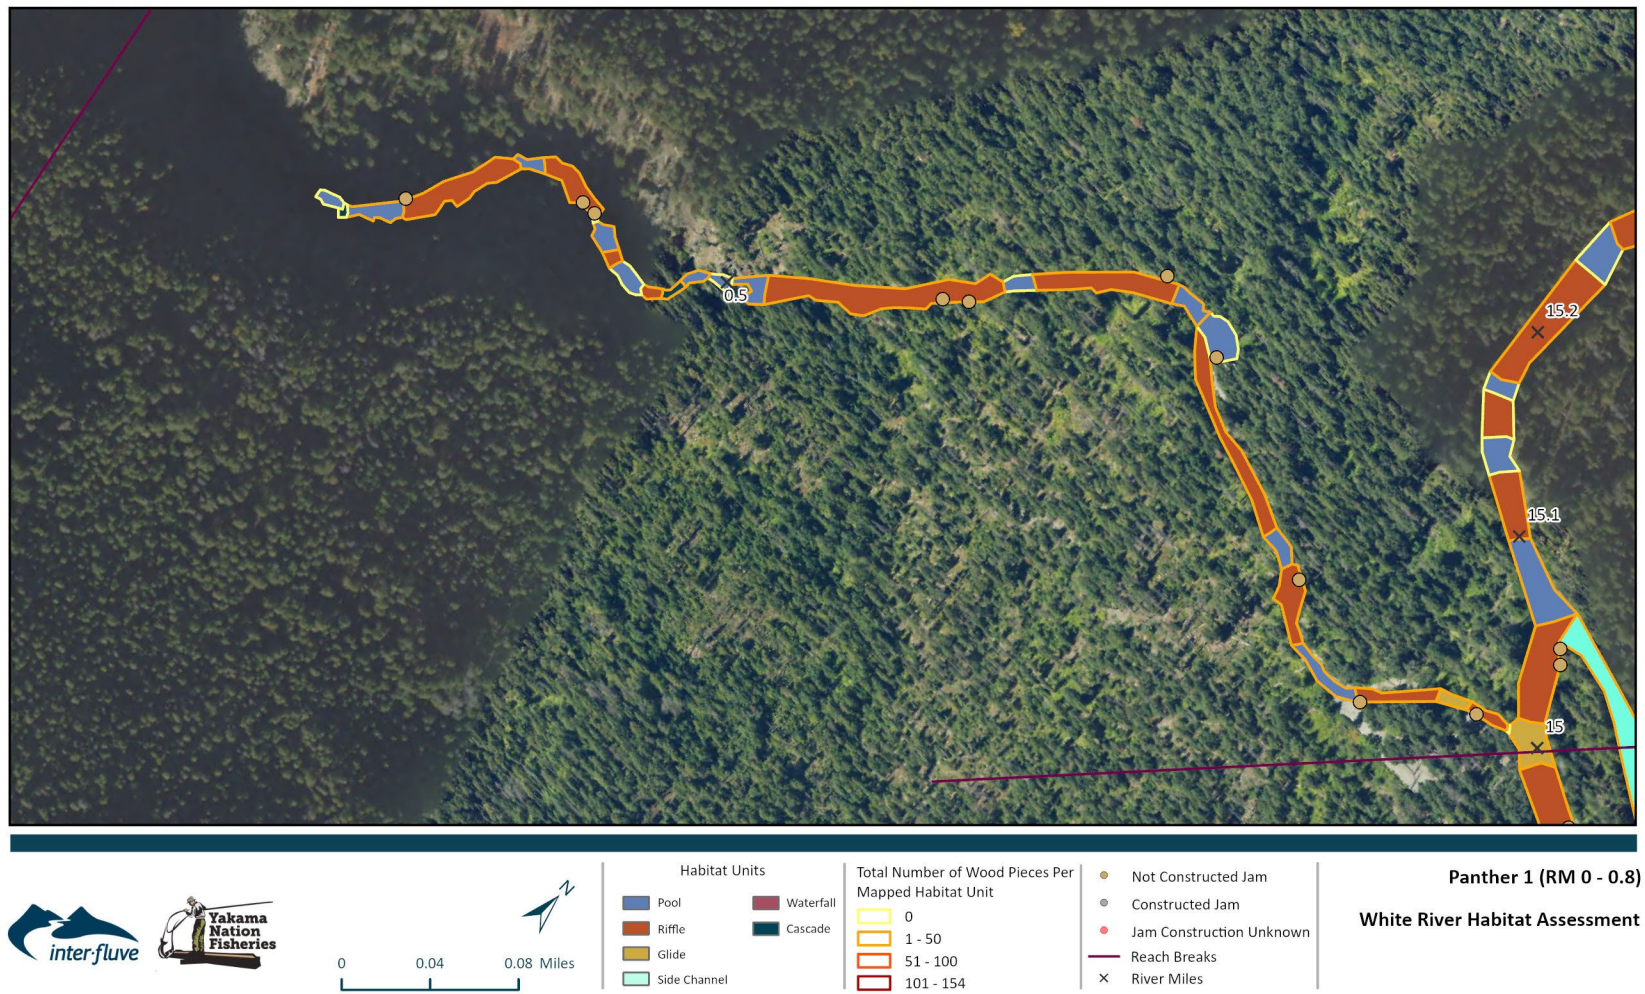 0.5
15.2
15.1
15
inter-fluve
Yakama
Nation
Fisheries
N
0 0.04 0.08 Miles
Habitat Units
Pool
Riffle
Glide
Side Channel
Waterfall
Cascade
Total Number of Wood Pieces Per
Mapped Habitat Unit
0
1 - 50
51 - 100
101 - 154
Not Constructed Jam
Constructed Jam
Jam Construction Unknown
Reach Breaks
River Miles
Panther 1 (RM 0 - 0.8)
White River Habitat Assessment